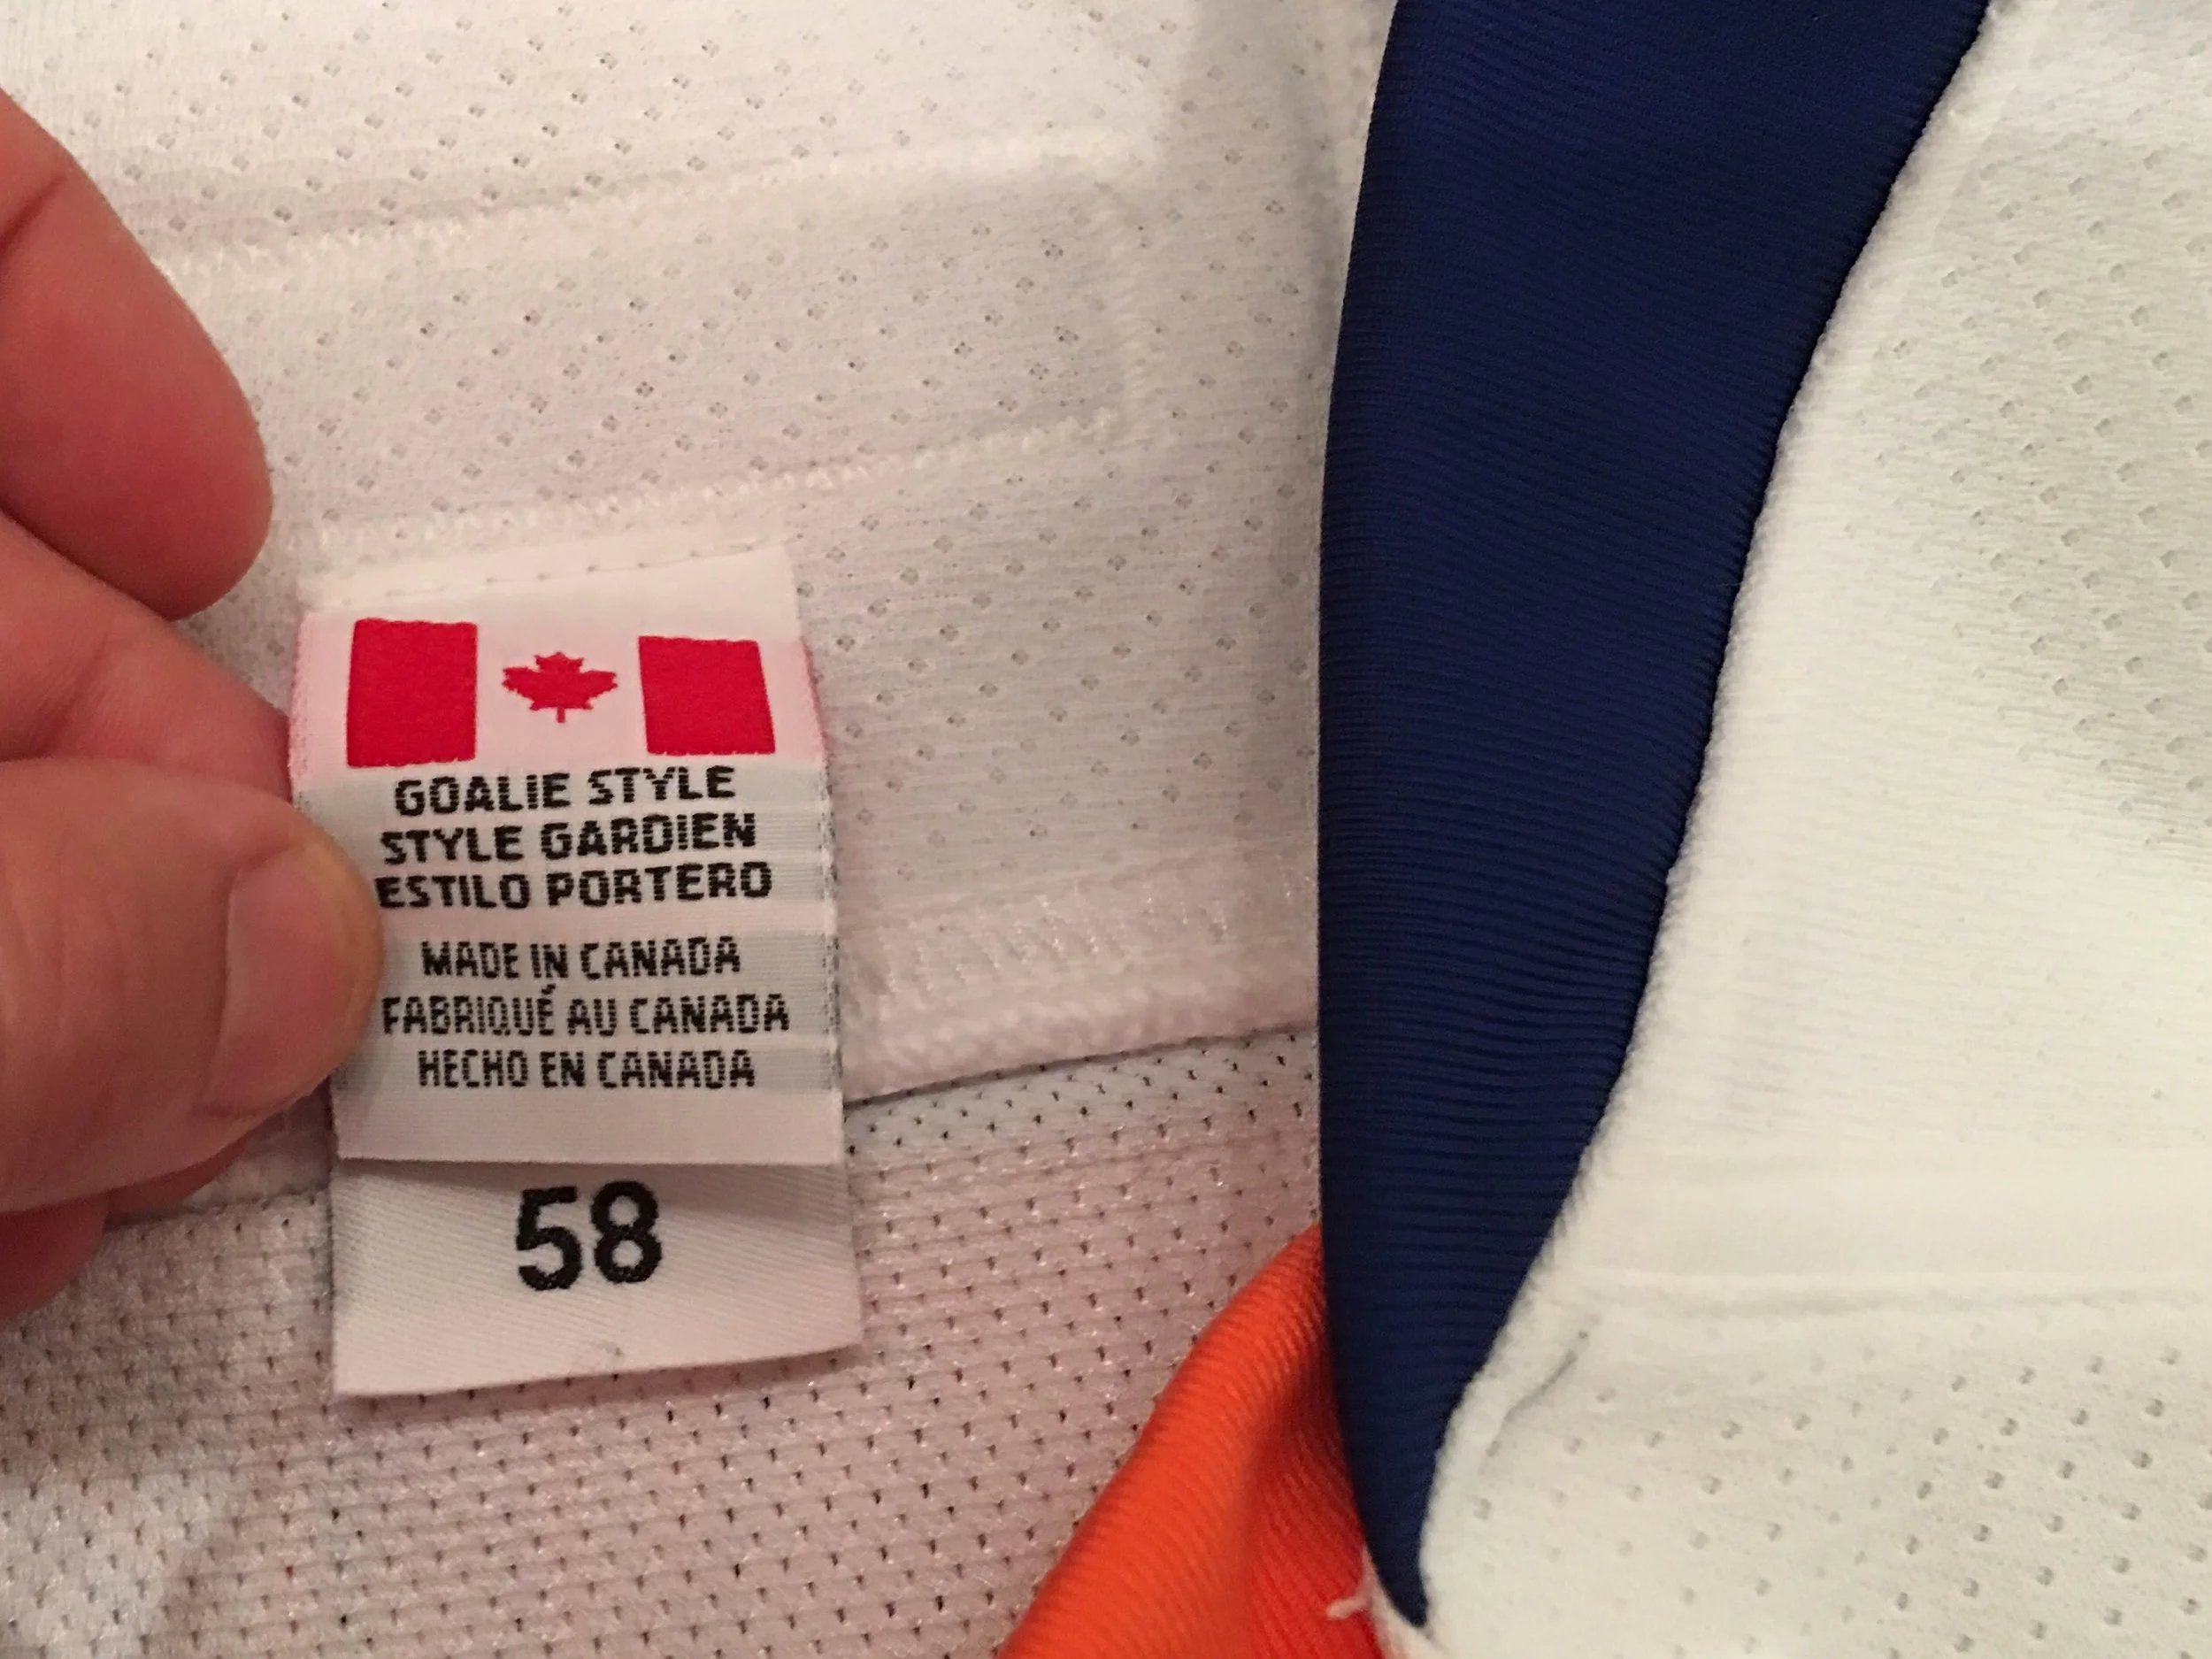 GOALIE STYLE
STYLE GARDIEN
ESTILO PORTERO
MADE IN CANADA
FABRIQUÉ AU CANADA
HECHO EN CANADA
58